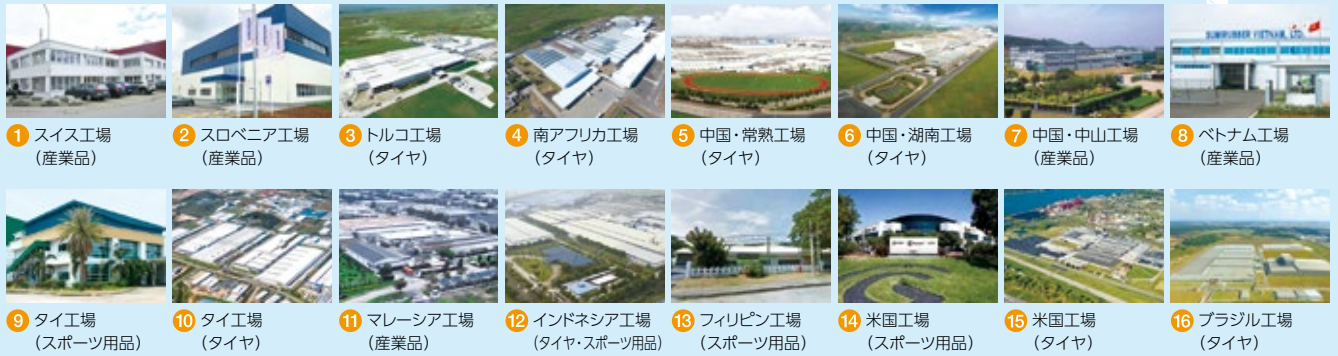 SUMIRUBBER VIETNAM, LTD.
1 スイス工場
(産業品)
2 スロベニア工場
(産業品)
3 トルコ工場
(タイヤ)
4 南アフリカ工場
(タイヤ)
5 中国・常熟工場
(タイヤ)
6 中国・湖南工場
(タイヤ)
7 中国・中山工場
(産業品)
8 ベトナム工場
(産業品)
9 タイ工場
(スポーツ用品)
10 タイ工場
(タイヤ)
11 マレーシア工場
(産業品)
12 インドネシア工場
(タイヤ・スポーツ用品)
13 フィリピン工場
(スポーツ用品)
14 米国工場
(スポーツ用品)
15 米国工場
(タイヤ)
16 ブラジル工場
(タイヤ)